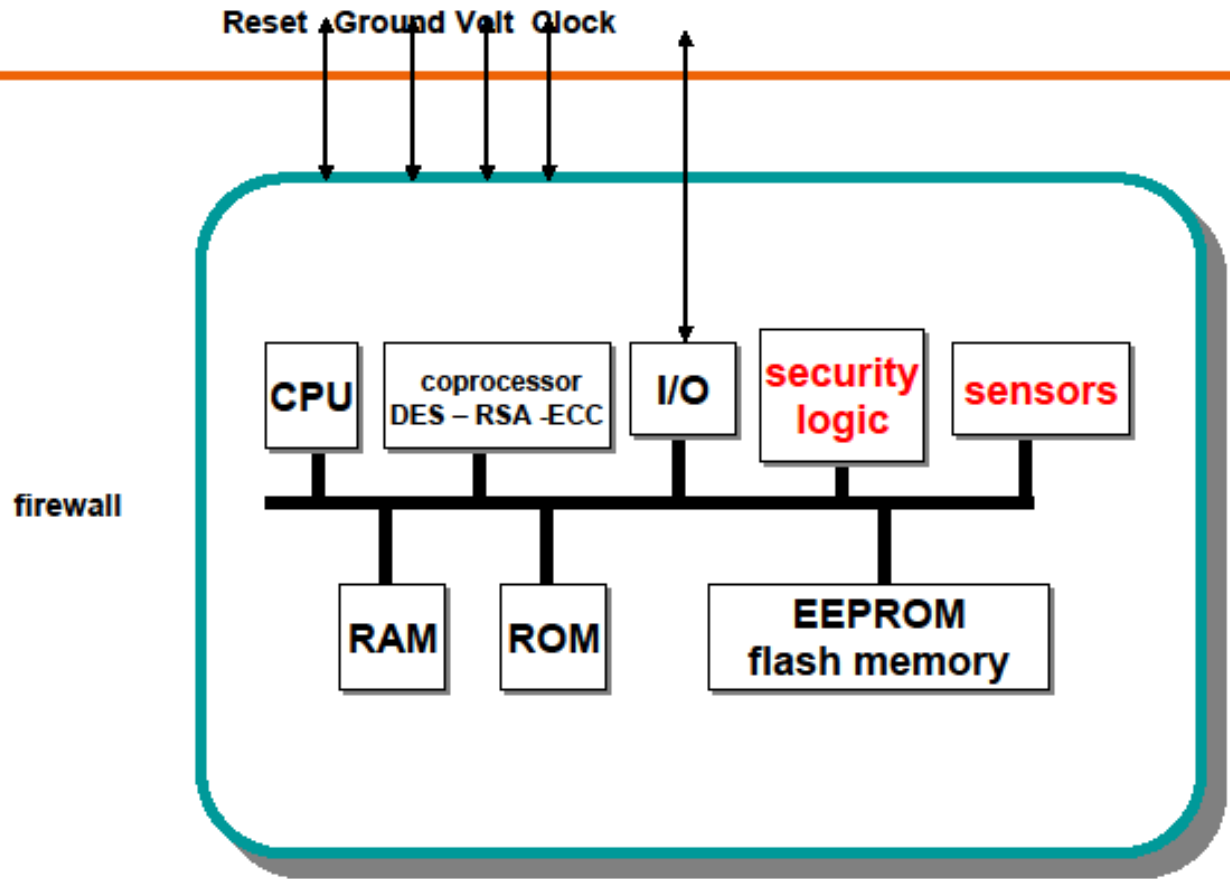 Reset Ground Volt Clock
CPU
coprocessor
DES – RSA -ECC
I/O
security
logic
sensors
firewall
RAM
ROM
EEPROM
flash memory